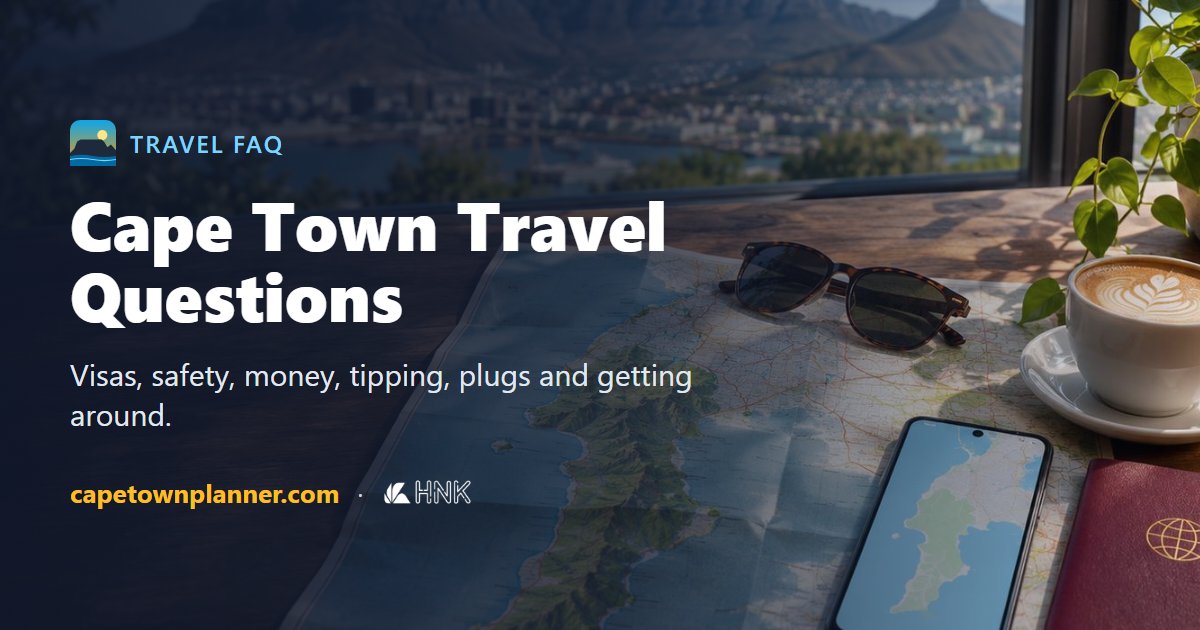 TRAVEL FAQ
Cape Town Travel
Questions
Visas, safety, money, tipping, plugs and getting
around.
capetownplanner.com · HNK